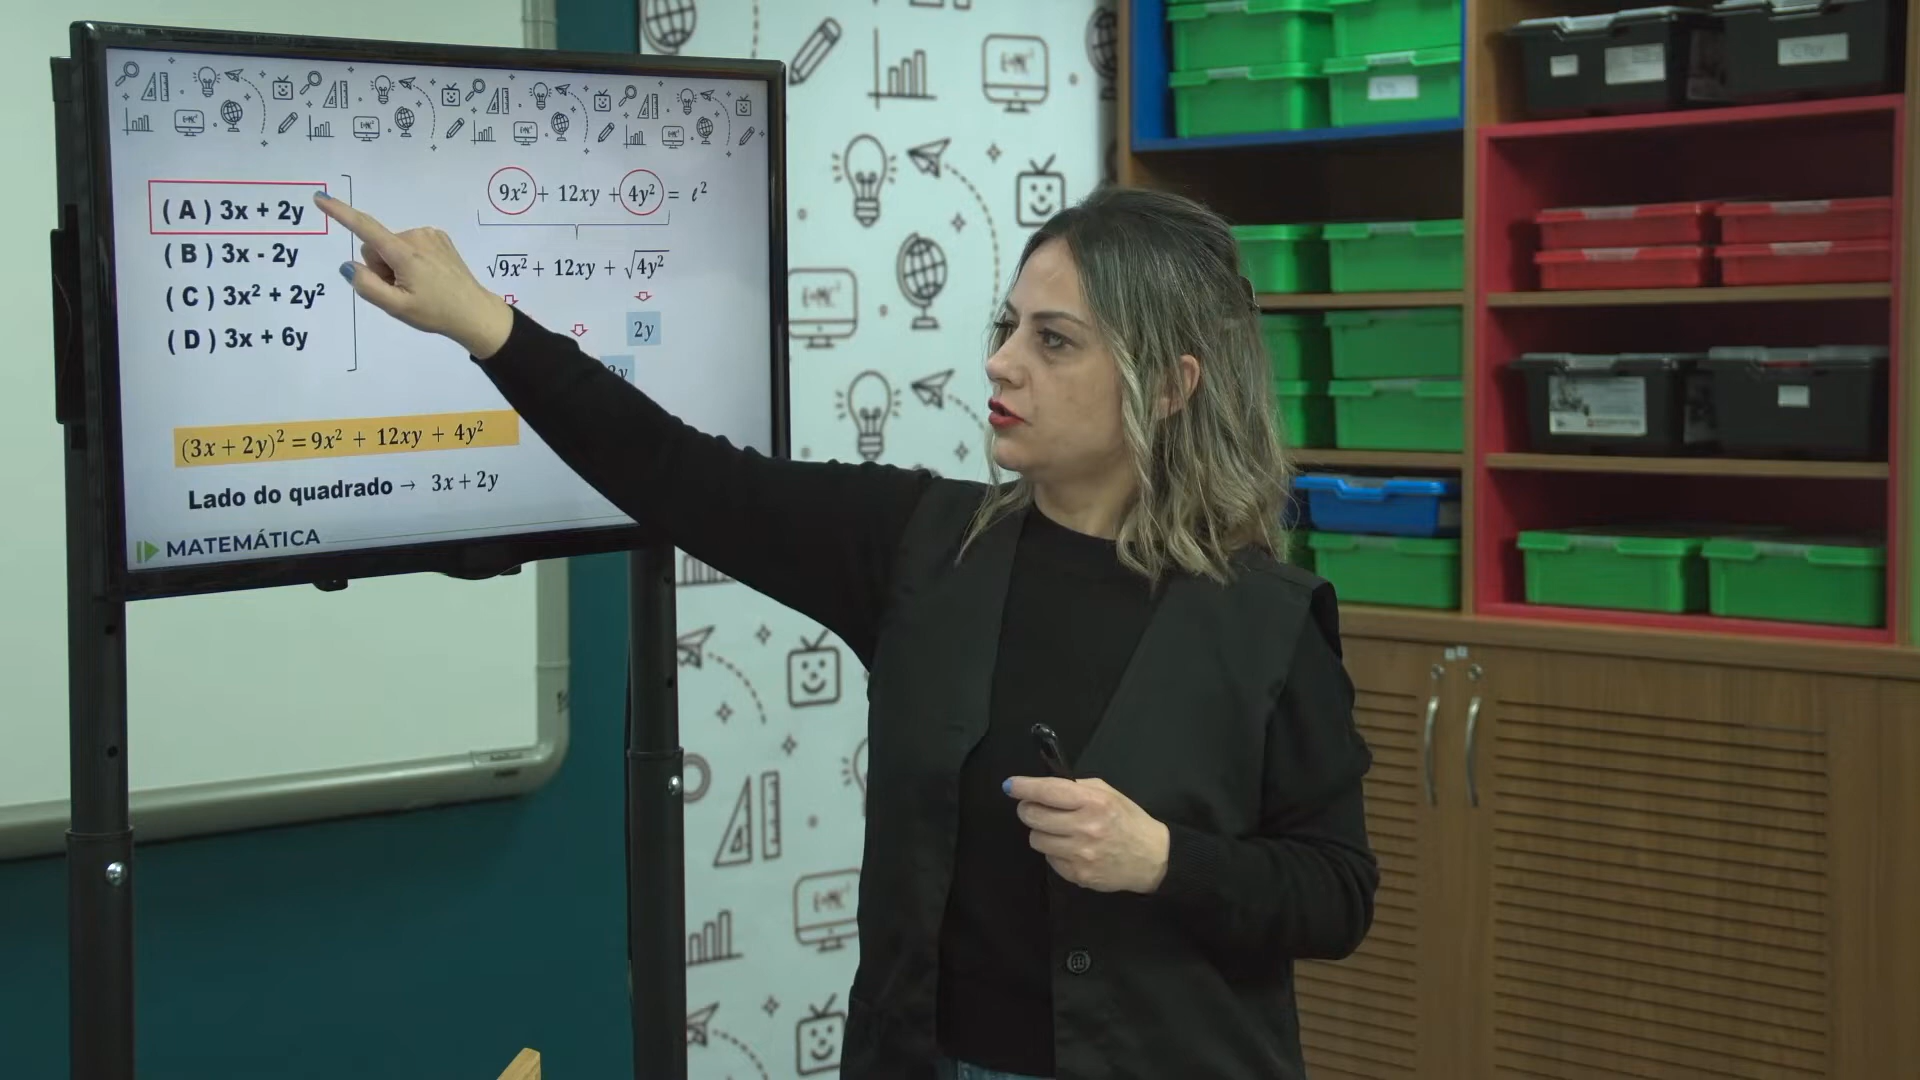 ( A ) 3x + 2y
( B ) 3x - 2y
( C ) 3x² + 2y²
( D ) 3x + 6y
9x² + 12xy + 4y² = ℓ²
√9x² + 12xy + √4y²
2y
(3x + 2y)² = 9x² + 12xy + 4y²
Lado do quadrado → 3x + 2y
MATEMÁTICA